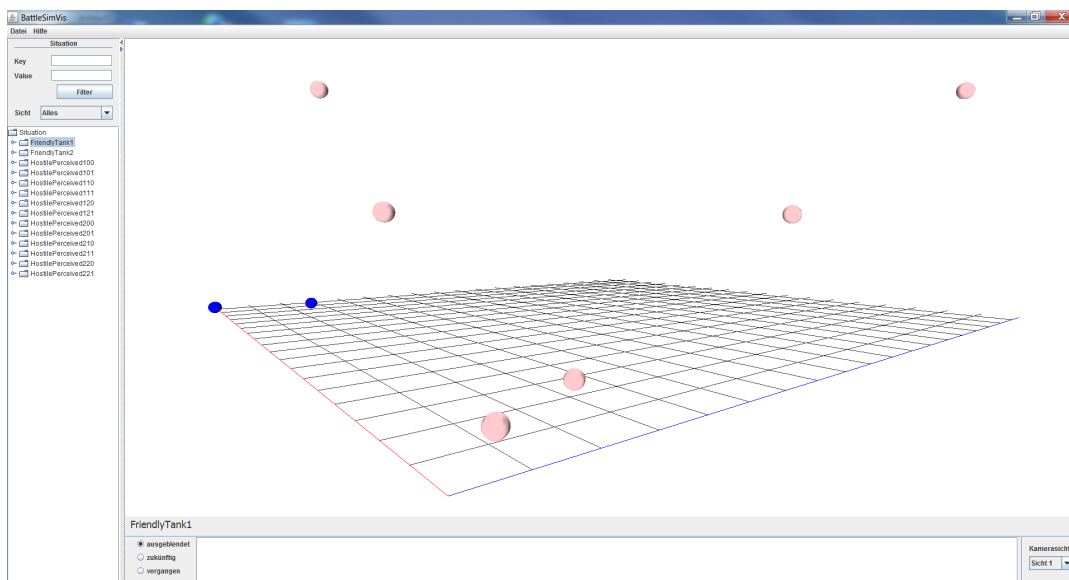 BattleSimVis
Datei Hilfe
Situation
Key
Value
Filter
Sicht Alles
Situation
FriendlyTank1
FriendlyTank2
HostilePerceived100
HostilePerceived101
HostilePerceived110
HostilePerceived111
HostilePerceived120
HostilePerceived121
HostilePerceived200
HostilePerceived201
HostilePerceived210
HostilePerceived211
HostilePerceived220
HostilePerceived221
FriendlyTank1
ausgeblendet
zukünftig
vergangen
Kamerasicht
Sicht 1